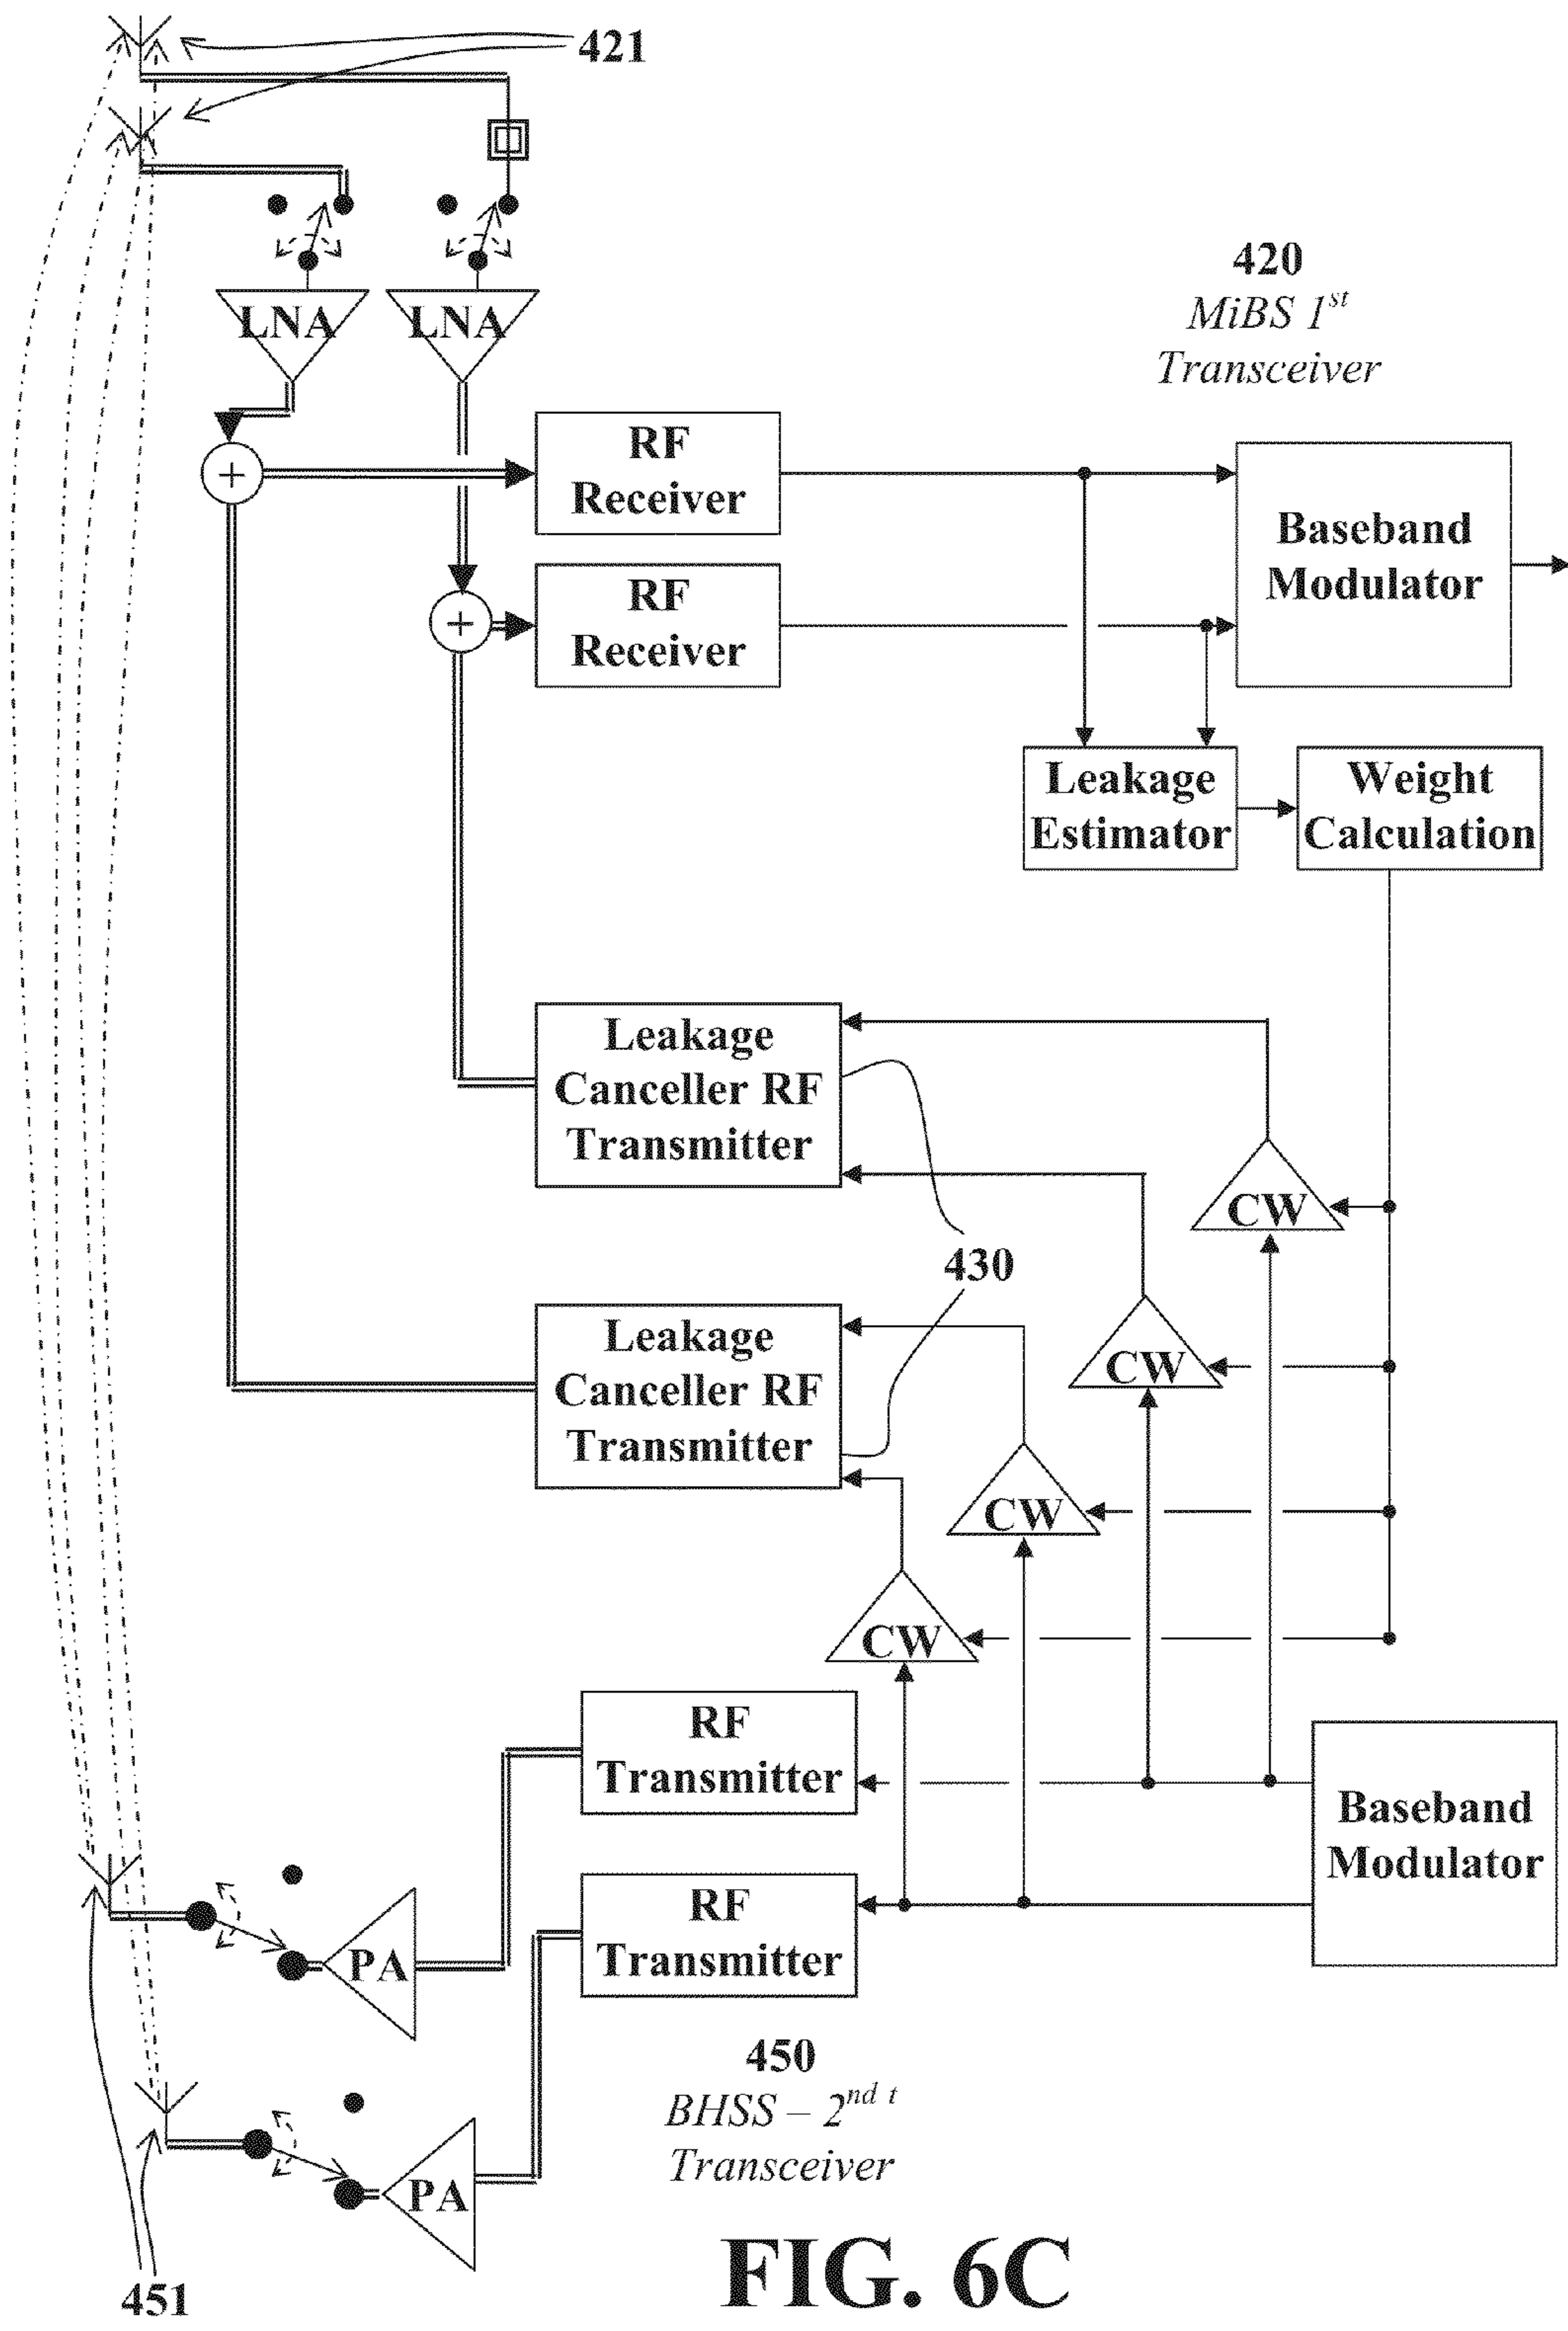 421
LNA
LNA
420
MiBS 1st
Transceiver
+
RF
Receiver
Baseband
Modulator
+
RF
Receiver
Leakage
Estimator
Weight
Calculation
Leakage
Canceller RF
Transmitter
CW
430
CW
Leakage
Canceller RF
Transmitter
CW
CW
RF
Transmitter
Baseband
Modulator
RF
Transmitter
PA
450
BHSS – 2nd t
Transceiver
PA
451
FIG. 6C